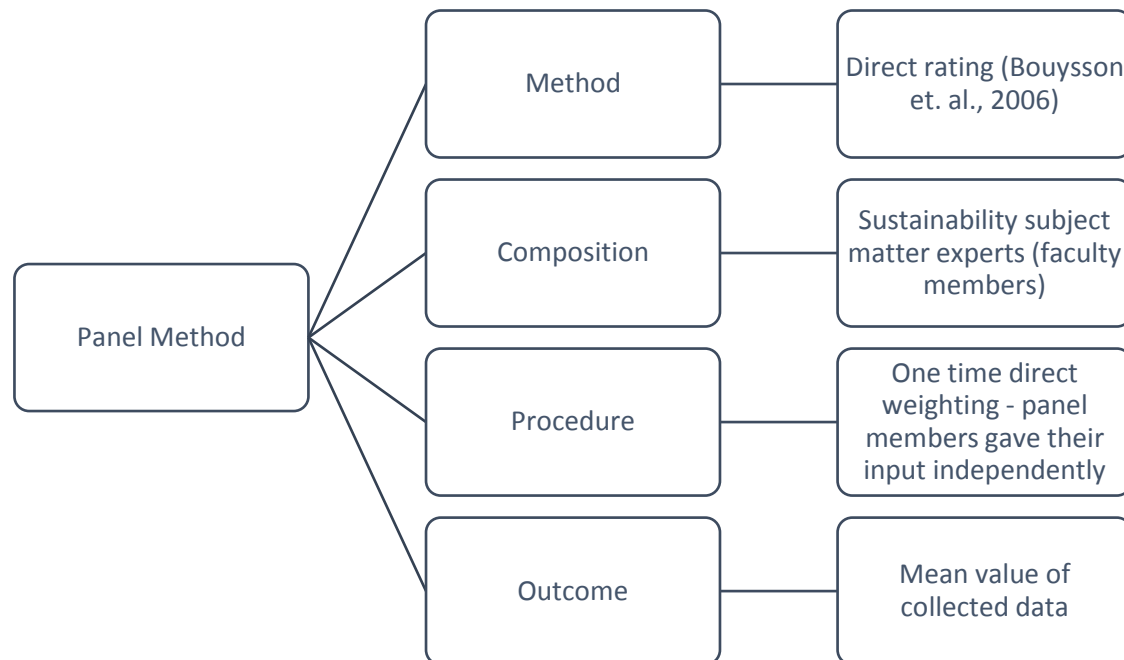 Method
Direct rating (Bouysson
et. al., 2006)
Composition
Sustainability subject
matter experts (faculty
members)
Panel Method
Procedure
One time direct
weighting - panel
members gave their
input independently
Outcome
Mean value of
collected data